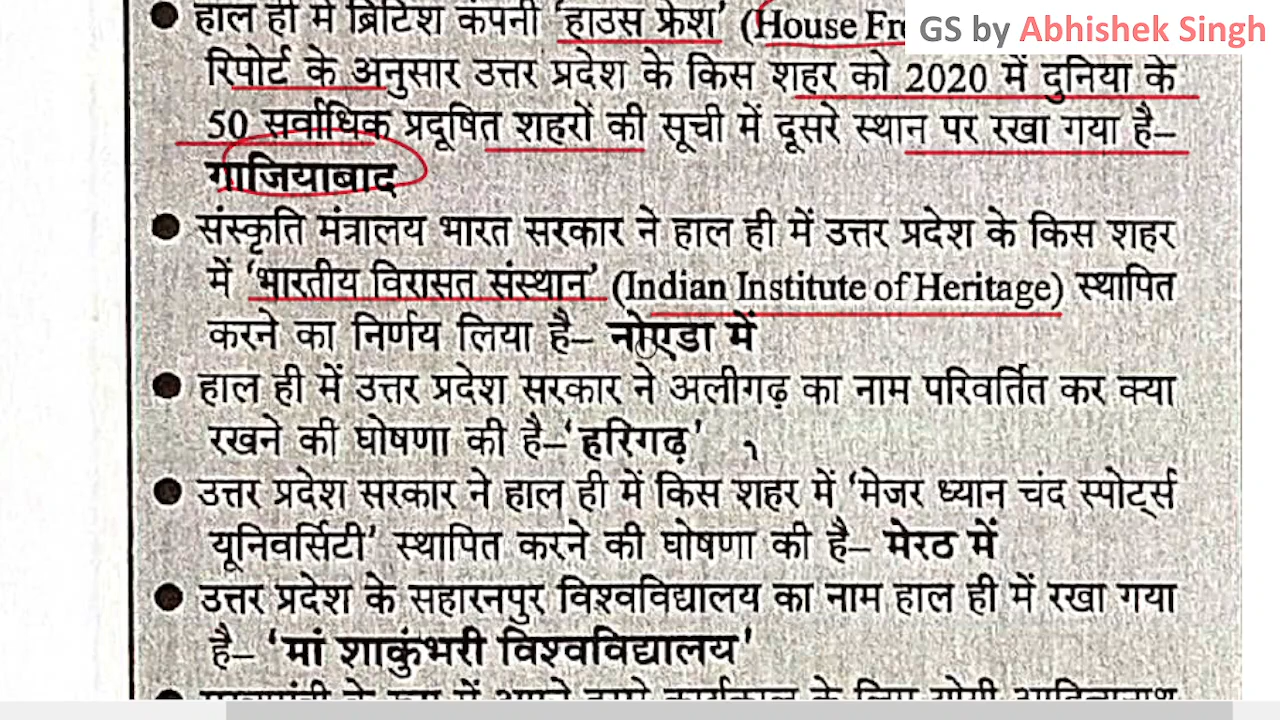 हाल ही में ब्रिटिश कंपनी 'हाउस फ्रेश' (House Fre
GS by Abhishek Singh
रिपोर्ट के अनुसार उत्तर प्रदेश के किस शहर को 2020 में दुनिया के
50 सर्वाधिक प्रदूषित शहरों की सूची में दूसरे स्थान पर रखा गया है–
गाजियाबाद
● संस्कृति मंत्रालय भारत सरकार ने हाल ही में उत्तर प्रदेश के किस शहर
में 'भारतीय विरासत संस्थान' (Indian Institute of Heritage) स्थापित
करने का निर्णय लिया है– नोएडा में
● हाल ही में उत्तर प्रदेश सरकार ने अलीगढ़ का नाम परिवर्तित कर क्या
रखने की घोषणा की है–'हरिगढ़'
● उत्तर प्रदेश सरकार ने हाल ही में किस शहर में 'मेजर ध्यान चंद स्पोर्ट्स
यूनिवर्सिटी' स्थापित करने की घोषणा की है– मेरठ में
● उत्तर प्रदेश के सहारनपुर विश्वविद्यालय का नाम हाल ही में रखा गया
है– 'मां शाकुंभरी विश्वविद्यालय'